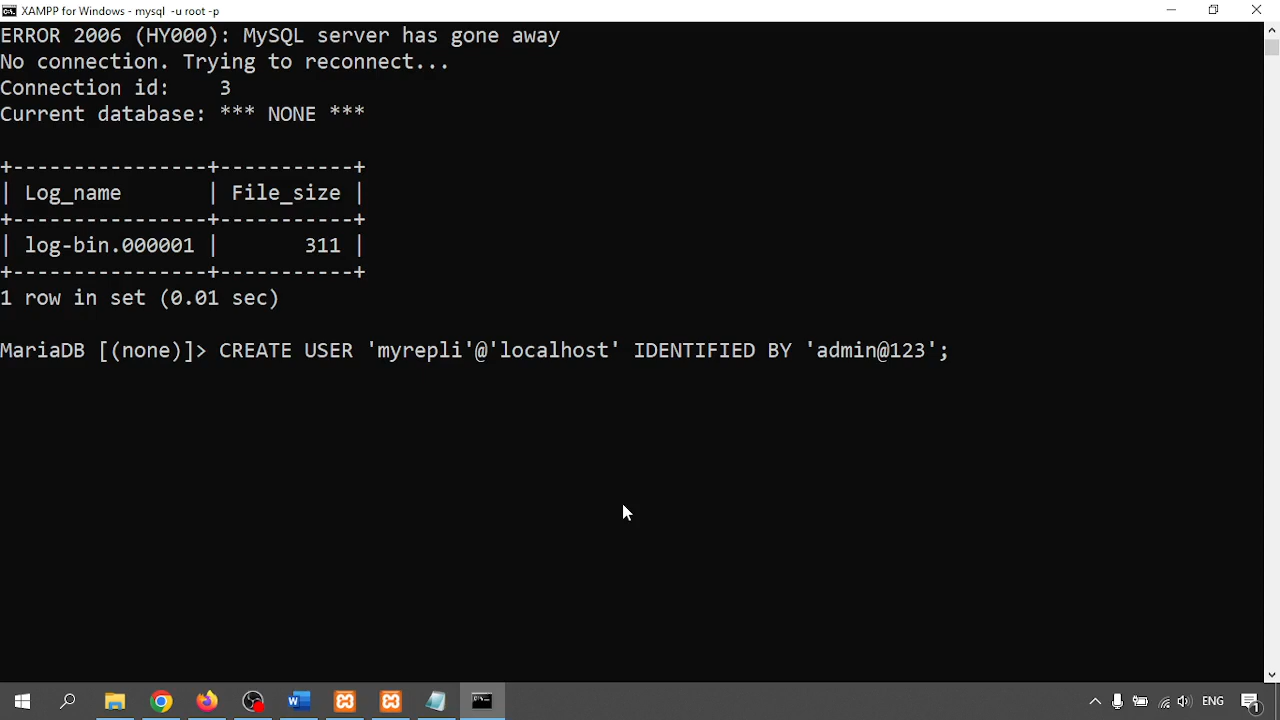 XAMPP for Windows - mysql -u root -p
ERROR 2006 (HY000): MySQL server has gone away
No connection. Trying to reconnect...
Connection id:    3
Current database: *** NONE ***
+----------------+-----------+
| Log_name       | File_size |
+----------------+-----------+
| log-bin.000001 |       311 |
+----------------+-----------+
1 row in set (0.01 sec)
MariaDB [(none)]> CREATE USER 'myrepli'@'localhost' IDENTIFIED BY 'admin@123';
ENG
1